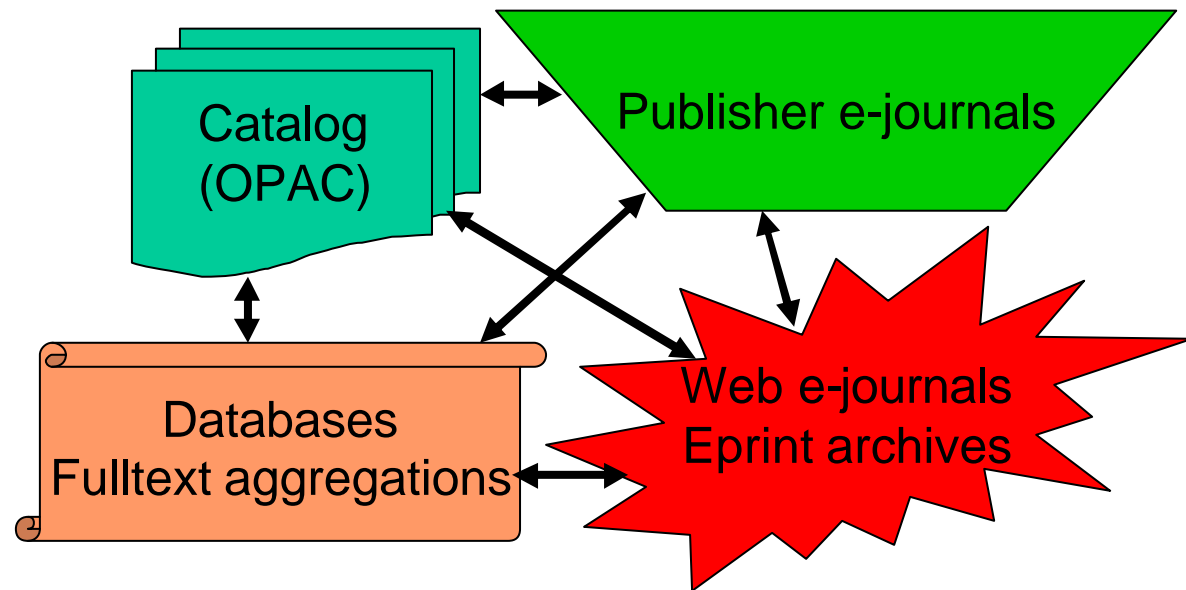 Catalog
(OPAC)
Publisher e-journals
Databases
Fulltext aggregations
Web e-journals
Eprint archives